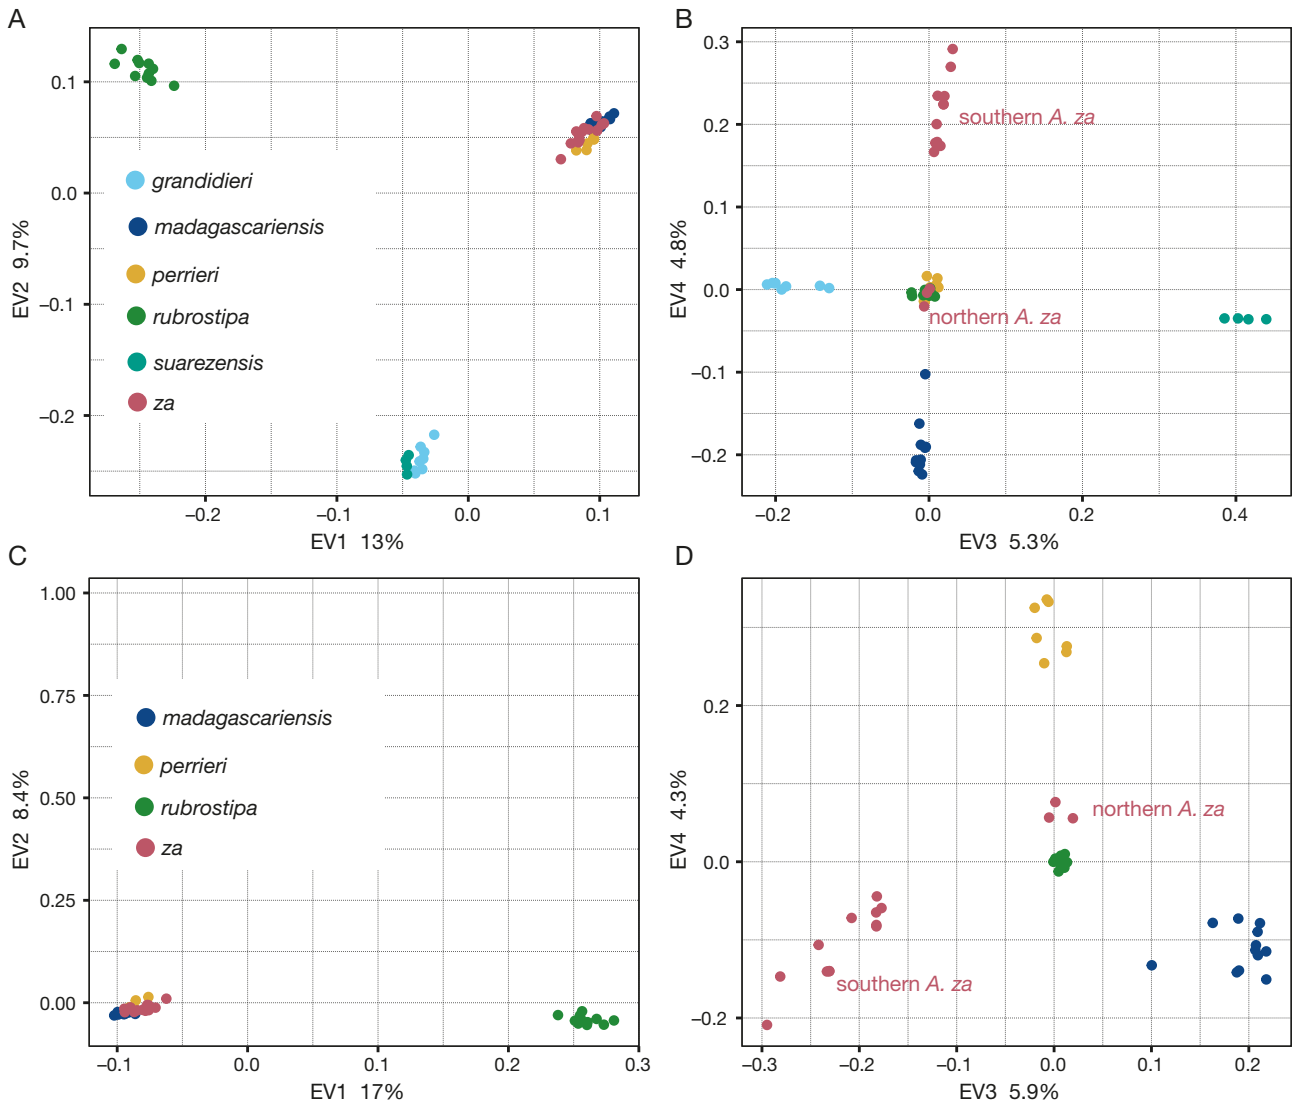 A
EV2 9.7%
0.1
0.0
−0.1
−0.2
grandidieri
madagascariensis
perrieri
rubrostipa
suarezensis
za
−0.2
−0.1
0.0
0.1
EV1 13%
B
EV4 4.8%
0.3
0.2
0.1
0.0
−0.1
−0.2
southern A. za
northern A. za
−0.2
0.0
0.2
0.4
EV3 5.3%
C
EV2 8.4%
1.00
0.75
0.50
0.25
0.00
madagascariensis
perrieri
rubrostipa
za
−0.1
0.0
0.1
0.2
0.3
EV1 17%
D
EV4 4.3%
0.2
0.0
−0.2
northern A. za
southern A. za
−0.3
−0.2
−0.1
0.0
0.1
0.2
EV3 5.9%